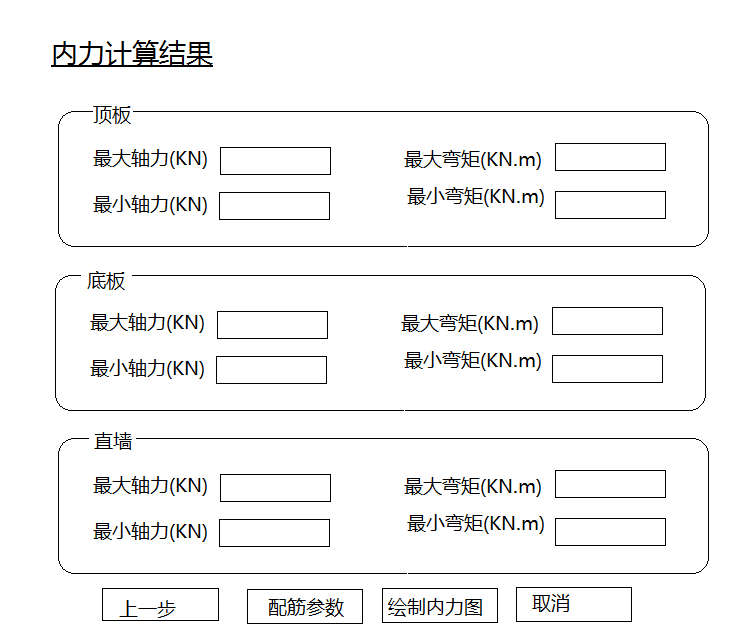 内力计算结果
顶板
最大轴力(KN) 最大弯矩(KN.m)
最小轴力(KN) 最小弯矩(KN.m)
底板
最大轴力(KN) 最大弯矩(KN.m)
最小轴力(KN) 最小弯矩(KN.m)
直墙
最大轴力(KN) 最大弯矩(KN.m)
最小轴力(KN) 最小弯矩(KN.m)
上一步 配筋参数 绘制内力图 取消